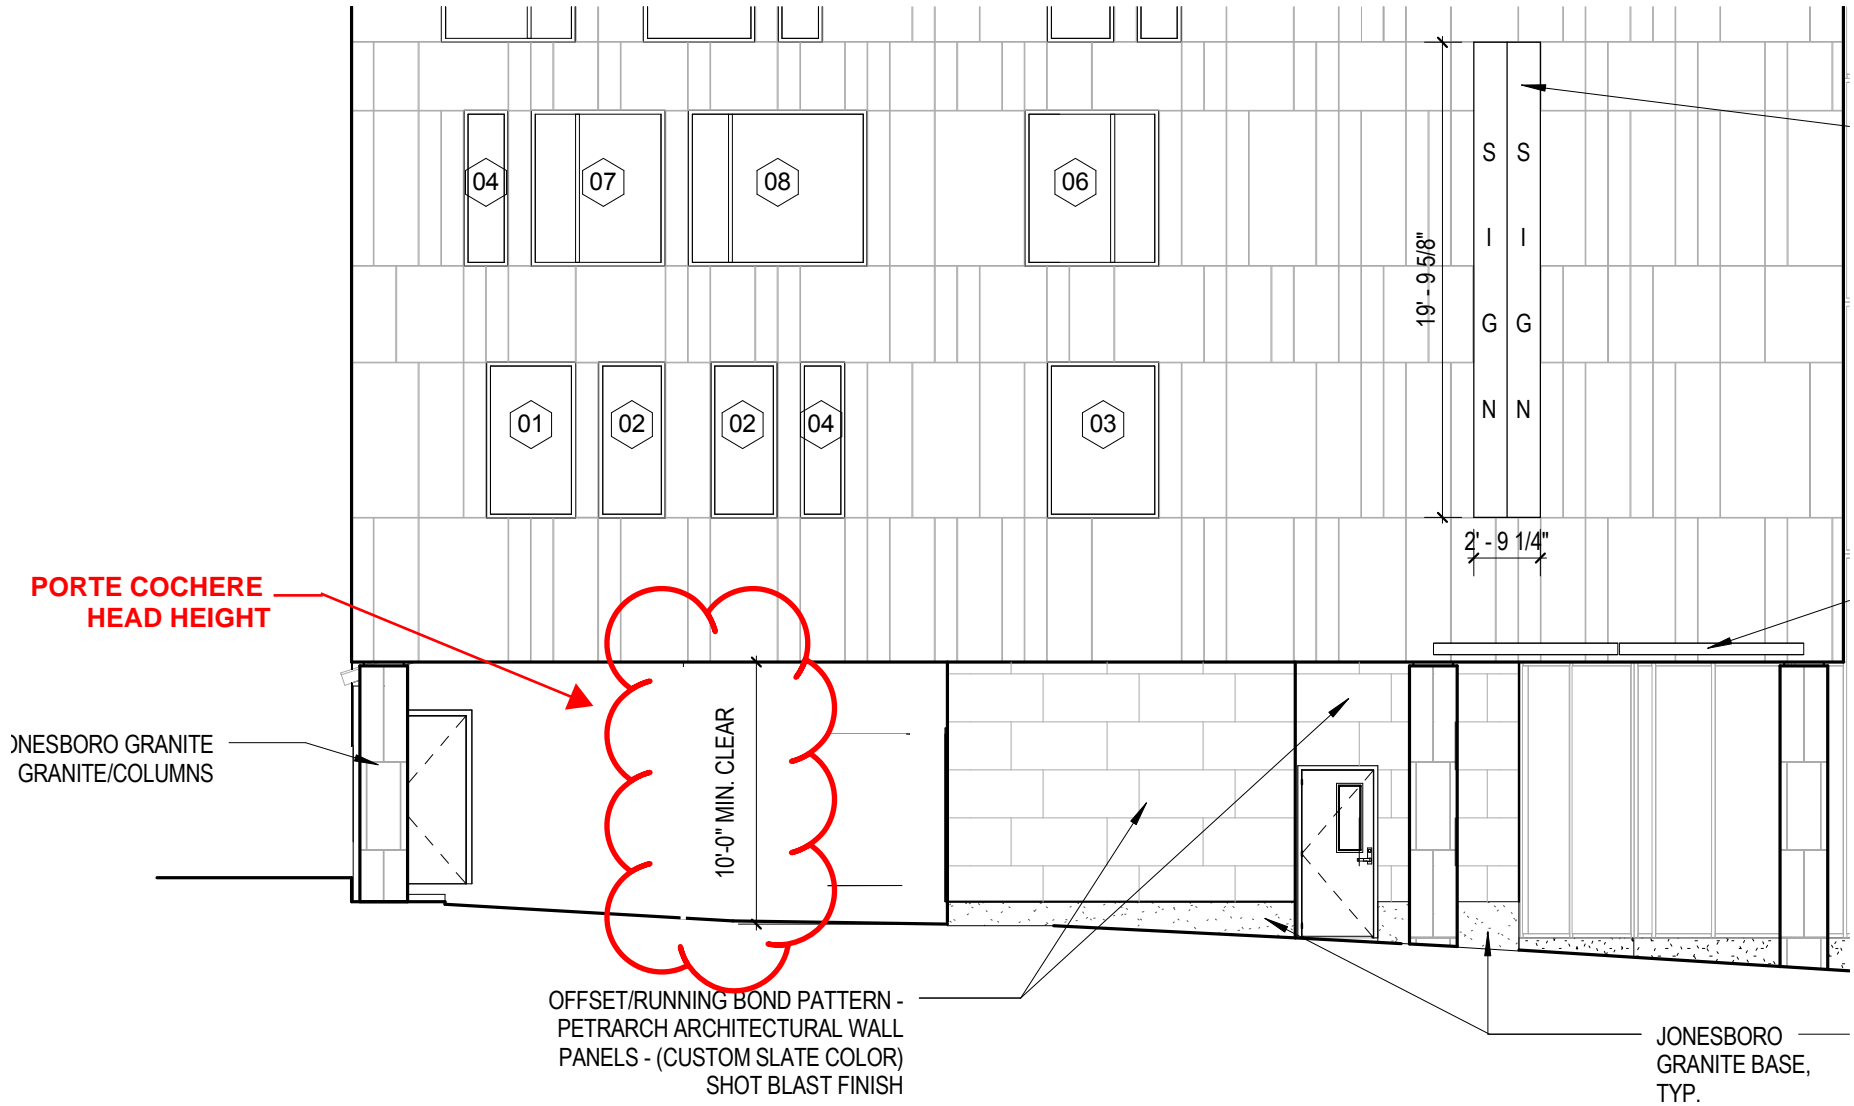 04
07
08
06
S S
I I
G G
N N
19' - 9 5/8"
01
02
02
04
03
2' - 9 1/4"
PORTE COCHERE
HEAD HEIGHT
10'-0" MIN. CLEAR
ONESBORO GRANITE
GRANITE/COLUMNS
OFFSET/RUNNING BOND PATTERN -
PETRARCH ARCHITECTURAL WALL
PANELS - (CUSTOM SLATE COLOR)
SHOT BLAST FINISH
JONESBORO
GRANITE BASE,
TYP.